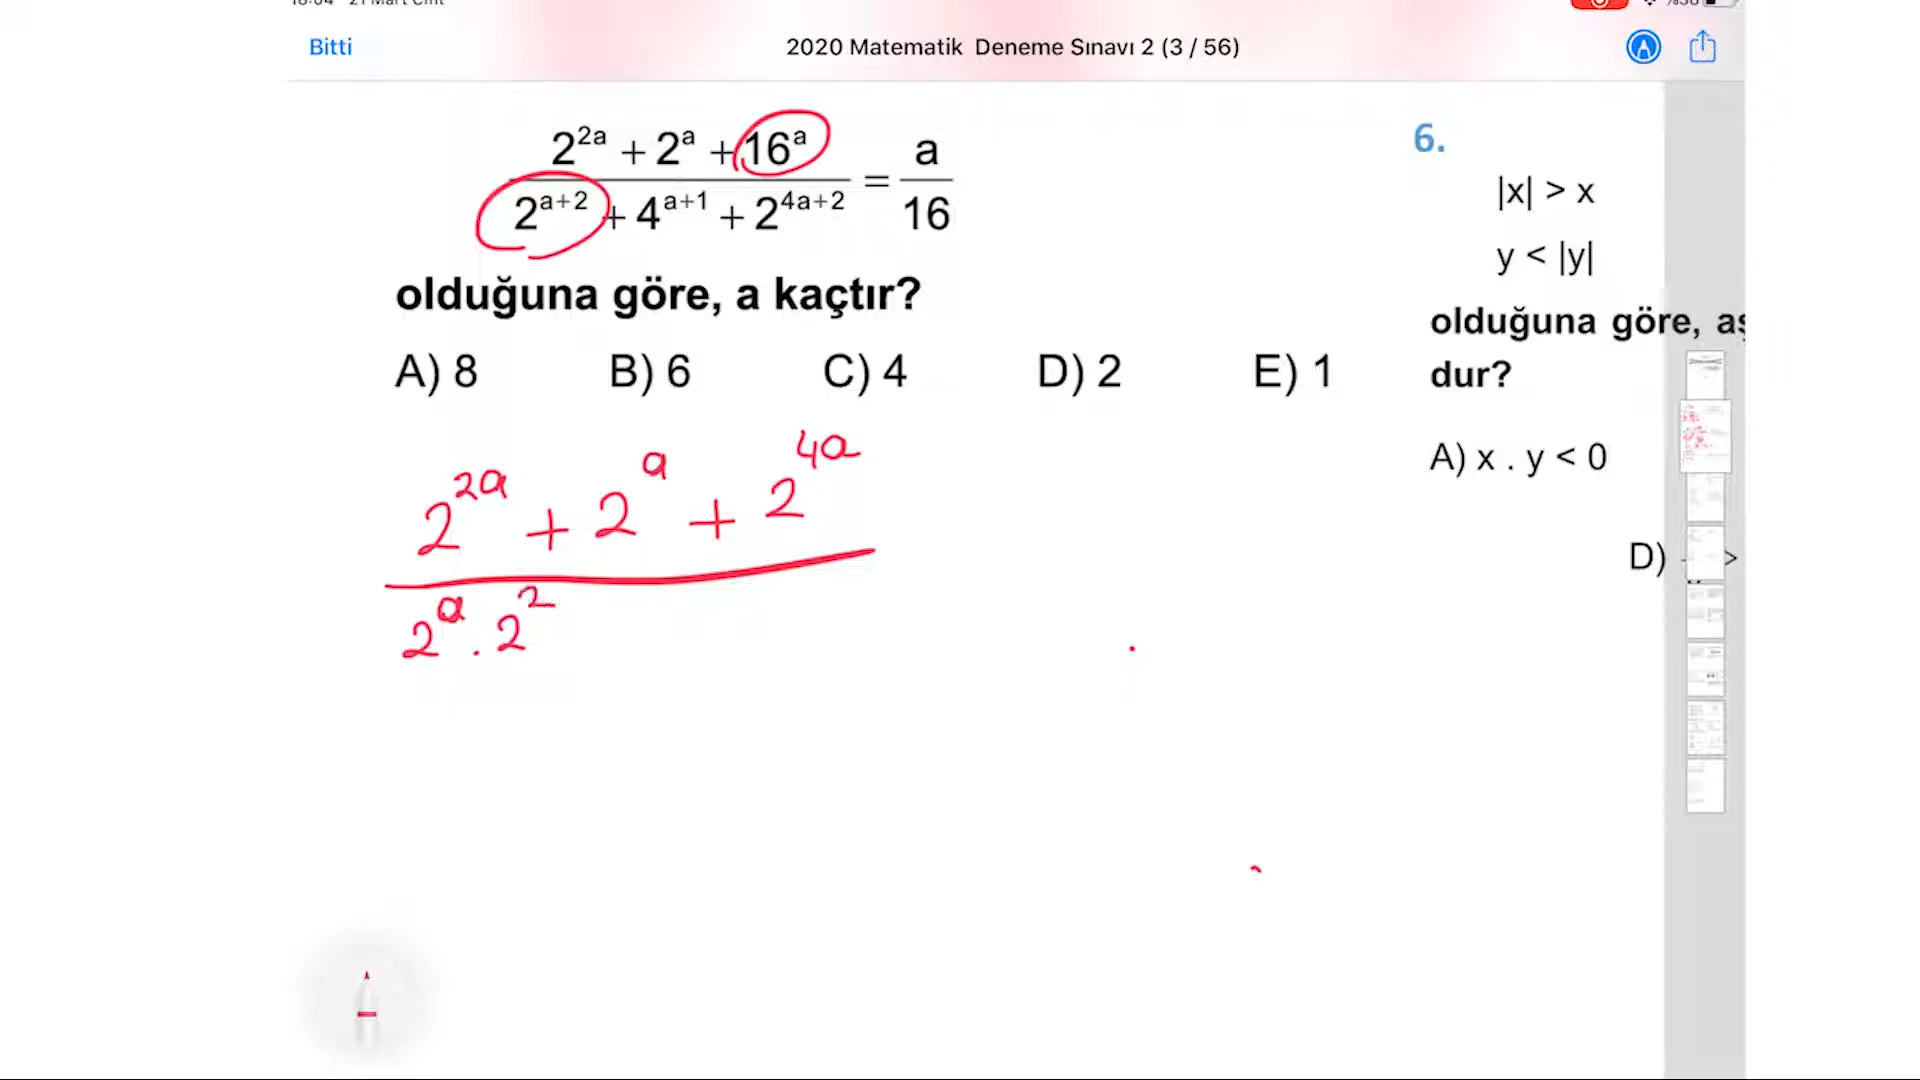 Bitti
2020 Matematik Deneme Sınavı 2 (3 / 56)
2^{2a} + 2^a + 16^a
2^{a+2} + 4^{a+1} + 2^{4a+2}
= a/16
olduğuna göre, a kaçtır?
A) 8 B) 6 C) 4 D) 2 E) 1
2^{2a} + 2^a + 2^{4a}
2^a . 2^2
6.
|x| > x
y < |y|
olduğuna göre,
dur?
A) x . y < 0
D) >